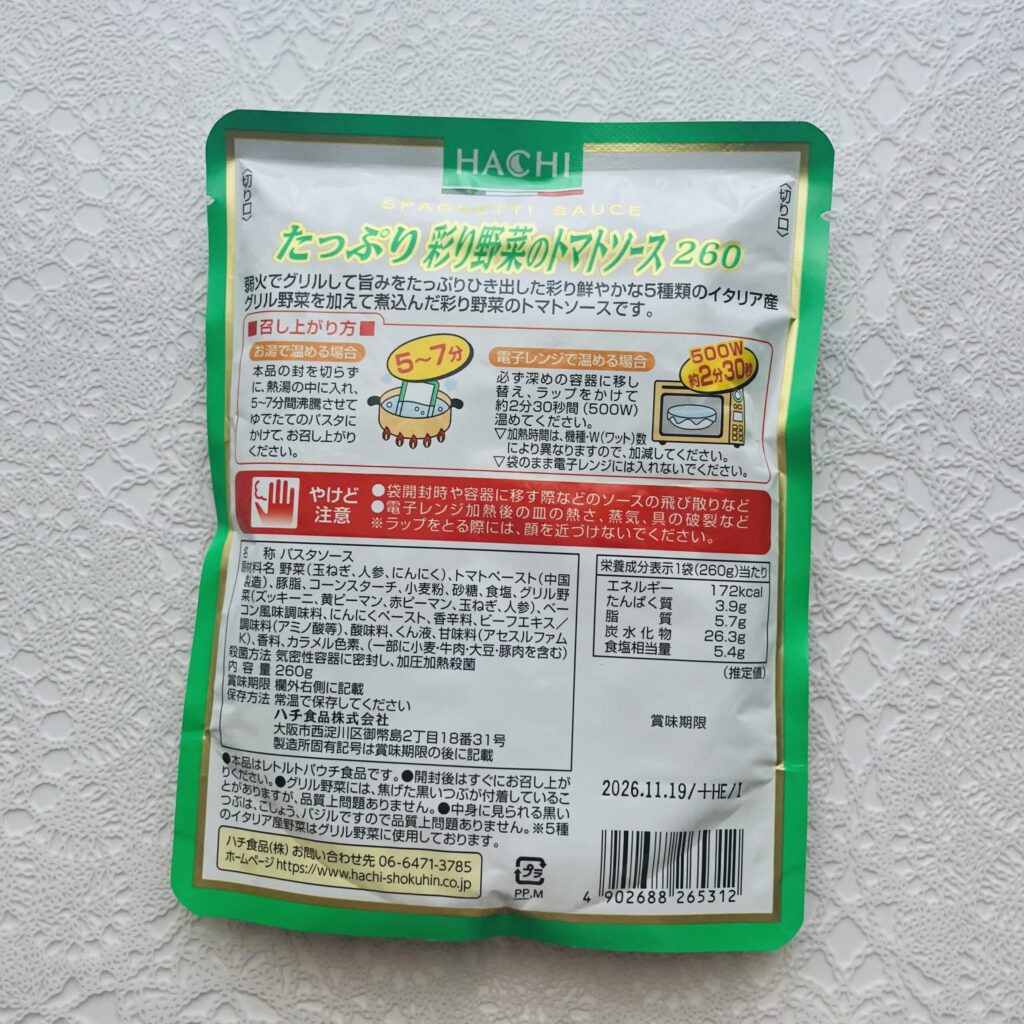 HACHI
SPAGHETTI SAUCE
〈切り口〉
〈切り口〉
たっぷり 彩り野菜のトマトソース 260
弱火でグリルして旨みをたっぷりひき出した彩り鮮やかな5種類のイタリア産
グリル野菜を加えて煮込んだ彩り野菜のトマトソースです。
■召し上がり方■
お湯で温める場合
5〜7分
本品の封を切らず
に、熱湯の中に入れ、
5~7分間沸騰させて
ゆでたてのパスタに
かけて、お召し上がり
ください。
電子レンジで温める場合
500W
約2分30秒
必ず深めの容器に移し
替え、ラップをかけて
約2分30秒間(500W)
温めてください。
▽加熱時間は、機種・W(ワット)数
により異なりますので、加減してください。
▽袋のまま電子レンジには入れないでください。
やけど
注意
●袋開封時や容器に移す際などのソースの飛び散りなど
●電子レンジ加熱後の皿の熱さ、蒸気、具の破裂など
※ラップをとる際には、顔を近づけないでください。
名 称 パスタソース
原材料名 野菜(玉ねぎ、人参、にんにく)、トマトペースト(中国
製造)、豚脂、コーンスターチ、小麦粉、砂糖、食塩、グリル野
菜(ズッキーニ、黄ピーマン、赤ピーマン、玉ねぎ、人参)、ベー
コン風味調味料、にんにくペースト、香辛料、ビーフエキス/
調味料(アミノ酸等)、酸味料、くん液、甘味料(アセスルファム
K)、香料、カラメル色素、(一部に小麦・牛肉・大豆・豚肉を含む)
殺菌方法 気密性容器に密封し、加圧加熱殺菌
内 容 量 260g
賞味期限 欄外右側に記載
保存方法 常温で保存してください
ハチ食品株式会社
大阪市西淀川区御幣島2丁目18番31号
製造所固有記号は賞味期限の後に記載
栄養成分表示1袋(260g)当たり
エネルギー 172kcal
たんぱく質 3.9g
脂 質 5.7g
炭水化物 26.3g
食塩相当量 5.4g
(推定値)
賞味期限
2026.11.19/+HE/I
●本品はレトルトパウチ食品です。●開封後はすぐにお召し上が
りください。●グリル野菜には、焦げた黒いつぶが付着しているこ
とがありますが、品質上問題ありません。●中身に見られる黒い
つぶは、こしょう、バジルですので品質上問題ありません。※5種
のイタリア産野菜はグリル野菜に使用しております。
ハチ食品(株) お問い合わせ先 06-6471-3785
ホームページ https://www.hachi-shokuhin.co.jp
プラ
PP,M
4 902688 265312